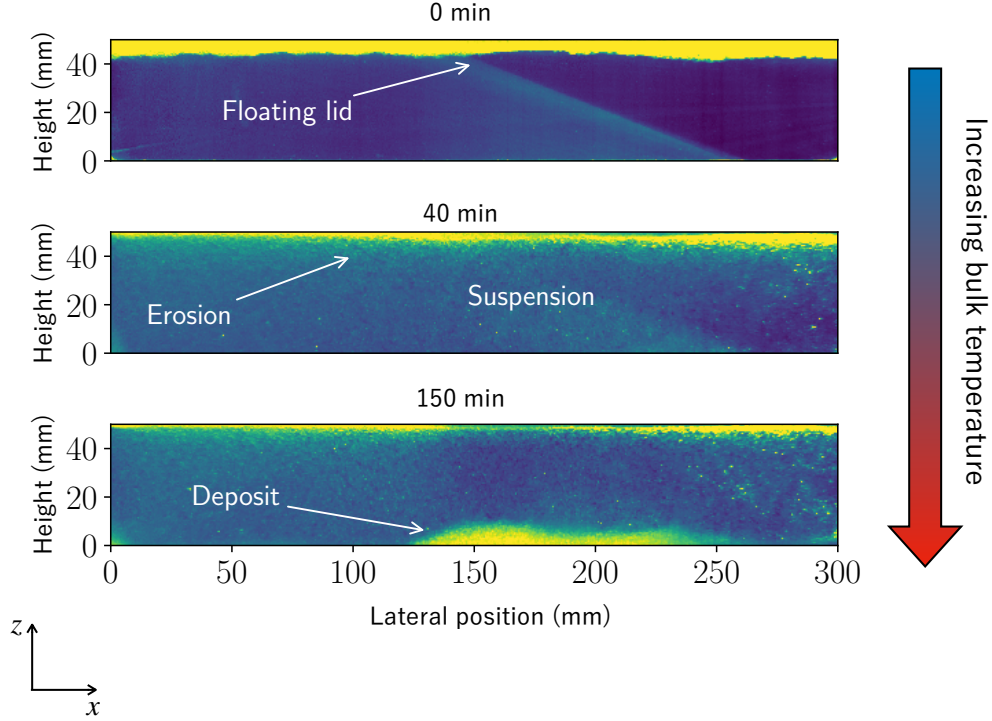 0 min
Height (mm)
40
20
0
Floating lid
40 min
Height (mm)
40
20
0
Erosion
Suspension
150 min
Height (mm)
40
20
0
Deposit
0 50 100 150 200 250 300
Lateral position (mm)
Increasing bulk temperature
z
x